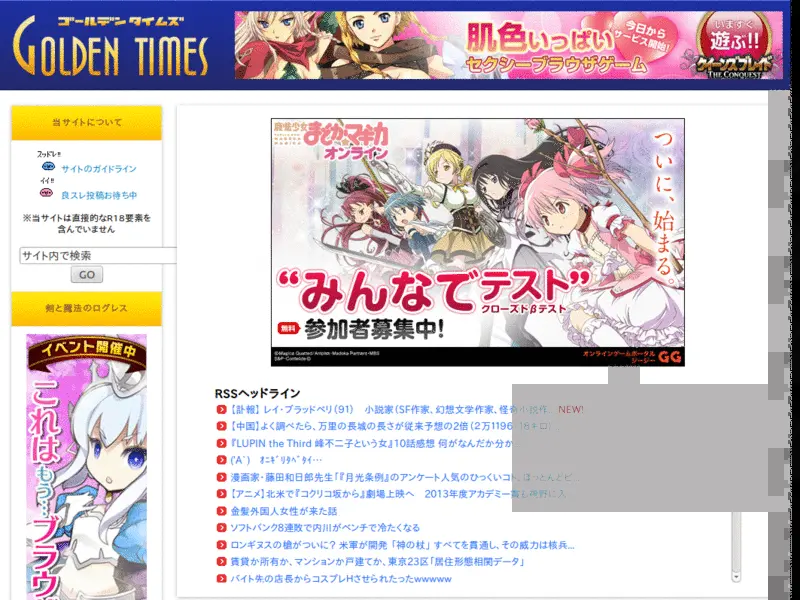 ゴールデンタイムズ
GOLDEN TIMES
肌色いっぱい
セクシーブラウザゲーム
今日から
サービス開始!
いますぐ
遊ぶ!!
クイーンズブレイド
THE CONQUEST
当サイトについて
サイトのガイドライン
良スレ投稿お待ち中
※当サイトは直接的なR18要素を
含んでいません
サイト内で検索
GO
剣と魔法のログレス
イベント開催中
これは
もう…
ブラウ
魔法少女
まどか☆マギカ
オンライン
ついに、始まる。
“みんなでテスト”
クローズドβテスト
無料 参加者募集中!
オンラインゲームポータル
ジージー GG
RSSヘッドライン
【訃報】 レイ・ブラッドベリ(91) 小説家(SF作家、幻想文学作家、怪奇小説作 NEW!
【中国】よく調べたら、万里の長城の長さが従来予想の2倍(2万1196
『LUPIN the Third 峰不二子という女』10話感想 何がなんだか分か
('A`) オニギリタベタイ…
漫画家・藤田和日郎先生「『月光条例』のアンケート人気のひっくいコト、ほとんどビ…
【アニメ】北米で『コクリコ坂から』劇場上映へ 2013年度アカデミー賞も視野に入
金髪外国人女性が来た話
ソフトバンク8連敗で内川がベンチで冷たくなる
ロンギヌスの槍がついに? 米軍が開発 「神の杖」 すべてを貫通し、その威力は核兵...
賃貸か所有か、マンションか戸建てか、東京23区「居住形態相関データ」
バイト先の店長からコスプレHさせられたったwwwww